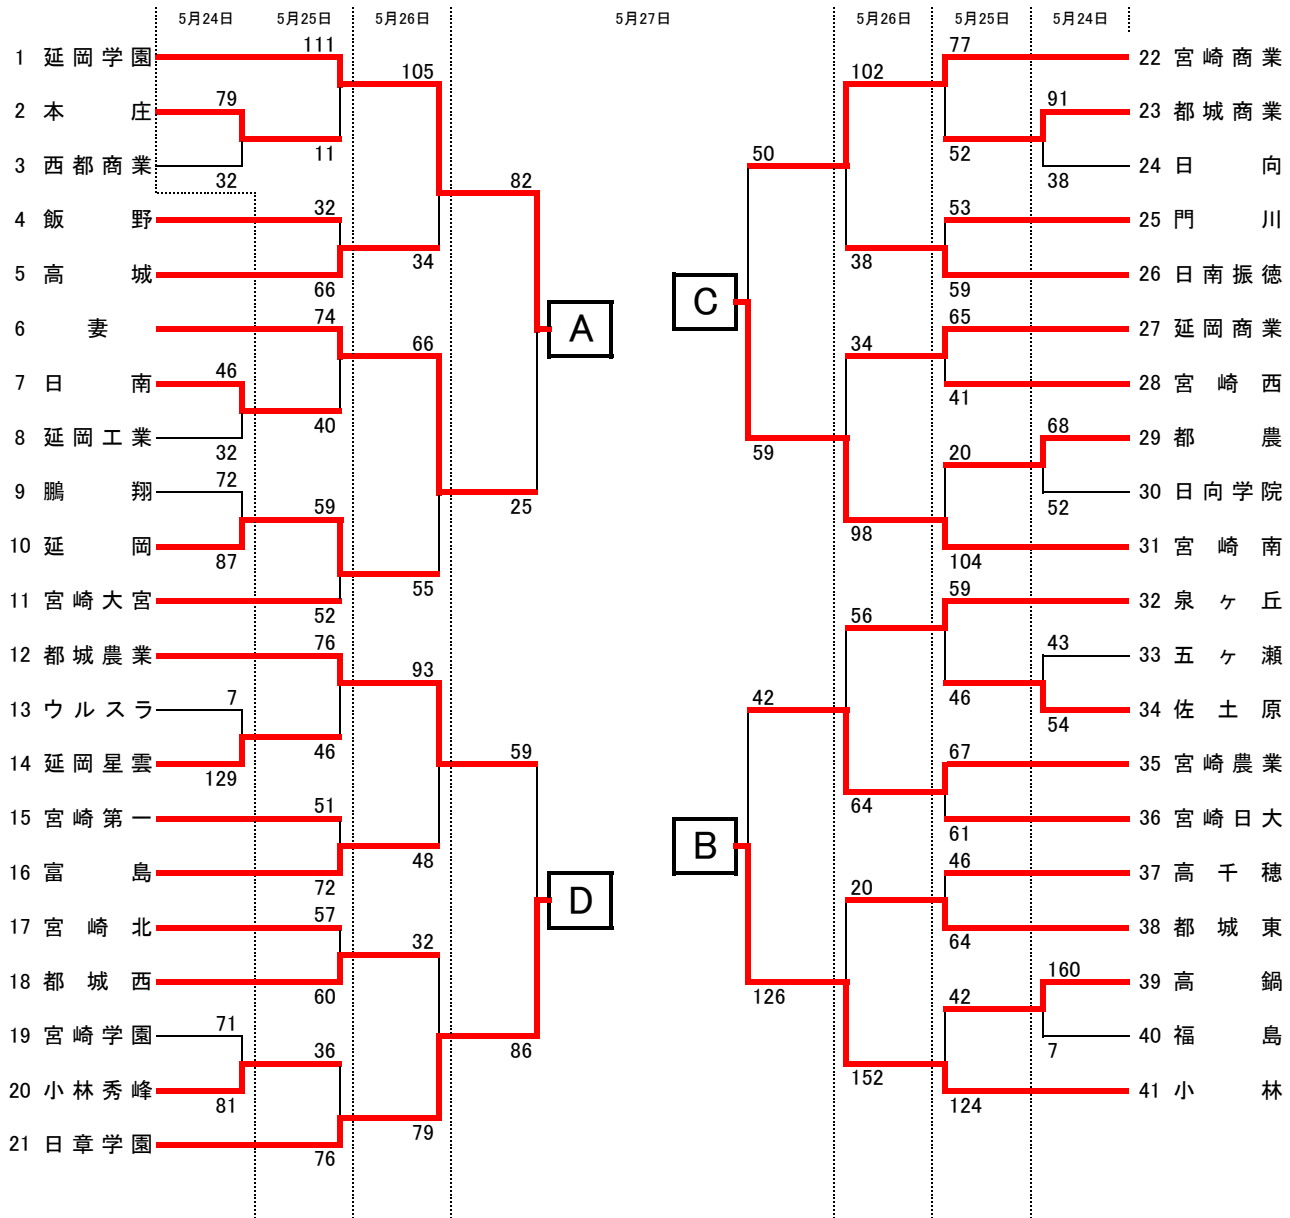 5月24日 5月25日 5月26日 5月27日 5月26日 5月25日 5月24日
1 延岡学園 111
2 本庄 79
11
3 西都商業 32
105
4 飯野 32
5 高城 66
34
82
6 妻 74
7 日南 46
40
8 延岡工業 32
66
9 鵬翔 72
10 延岡 87
59
11 宮崎大宮 52
55
25
A
12 都城農業 76
13 ウルスラ 7
14 延岡星雲 129
46
93
15 宮崎第一 51
16 富島 72
48
59
17 宮崎北 57
18 都城西 60
32
19 宮崎学園 71
20 小林秀峰 81
36
21 日章学園 76
79
86
D
77 22 宮崎商業
91 23 都城商業
52
38 24 日向
102
53 25 門川
59 26 日南振徳
38
50
65 27 延岡商業
41 28 宮崎西
34
68 29 都農
52 30 日向学院
20
104 31 宮崎南
98
59
C
59 32 泉ヶ丘
43 33 五ヶ瀬
54 34 佐土原
46
56
67 35 宮崎農業
61 36 宮崎日大
64
42
46 37 高千穂
64 38 都城東
20
160 39 高鍋
7 40 福島
42
124 41 小林
152
126
B